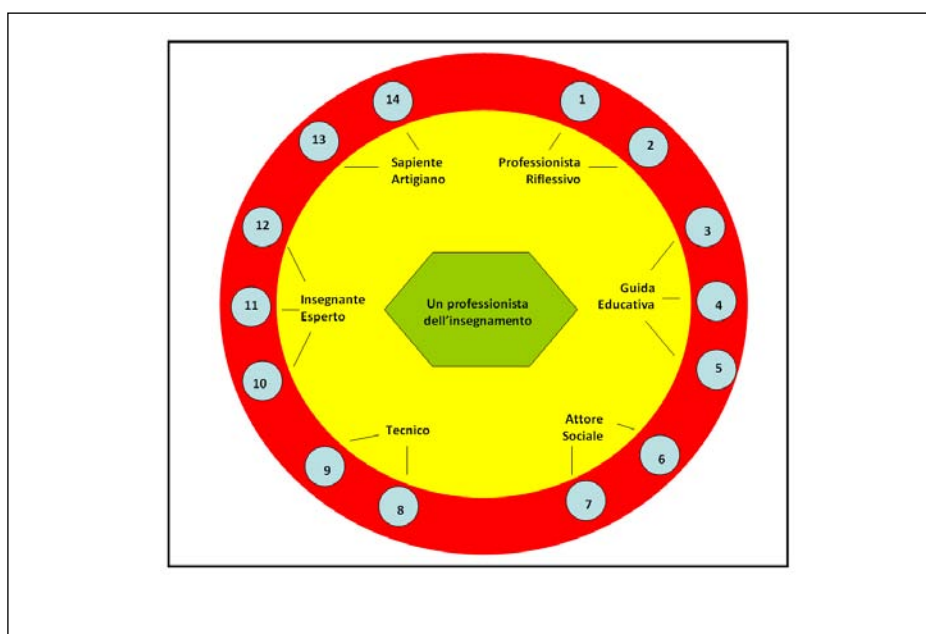 14
1
13
2
Sapiente
Artigiano
Professionista
Riflessivo
12
3
Insegnante
Esperto
Un professionista
dell'insegnamento
Guida
Educativa
11
4
10
5
Tecnico
Attore
Sociale
9
6
8
7